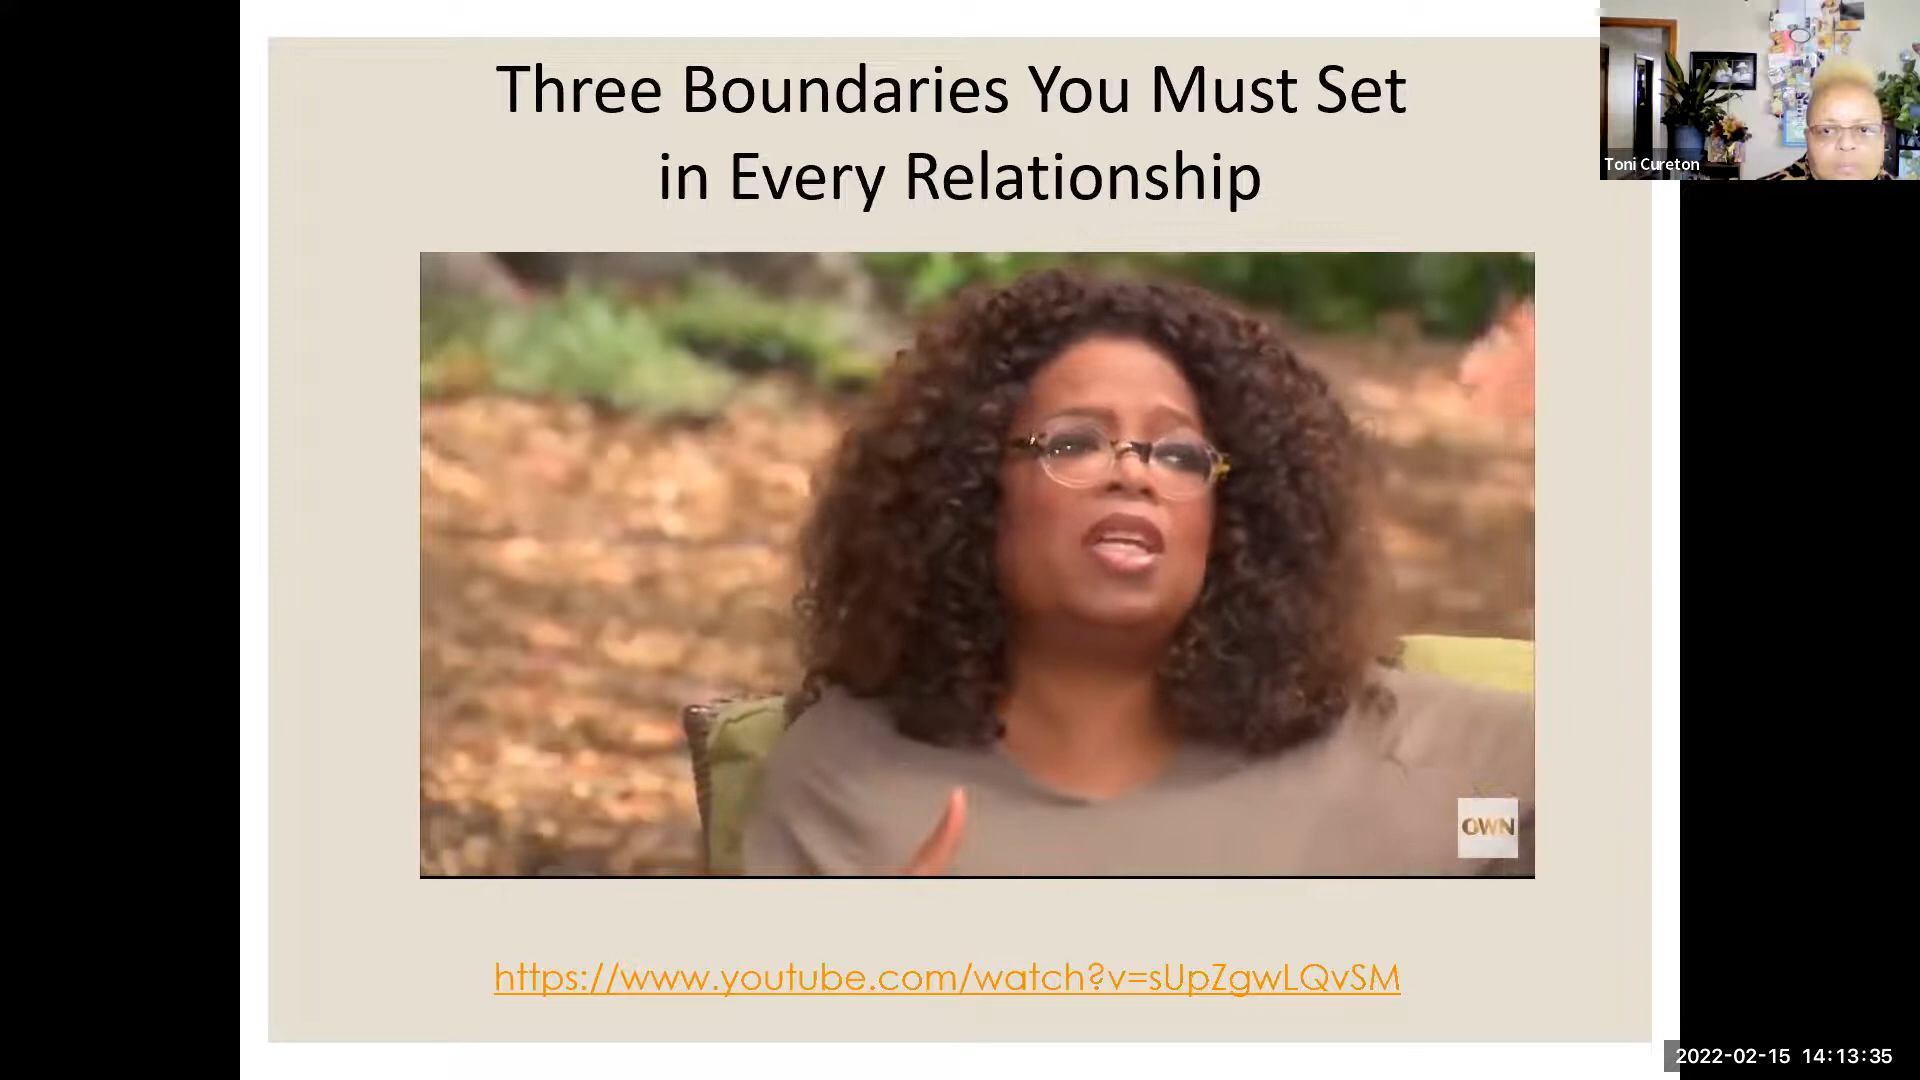 Three Boundaries You Must Set
in Every Relationship
Toni Cureton
OWN
https://www.youtube.com/watch?v=sUpZgwLQvSM
2022-02-15 14:13:35